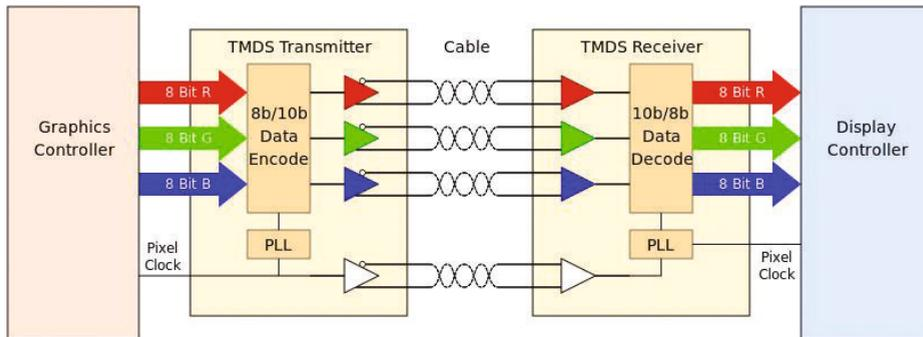 TMDS Transmitter
Cable
TMDS Receiver
Graphics
Controller
8 Bit R
8 Bit G
8 Bit B
8b/10b
Data
Encode
10b/8b
Data
Decode
8 Bit R
8 Bit G
8 Bit B
Display
Controller
Pixel
Clock
PLL
PLL
Pixel
Clock